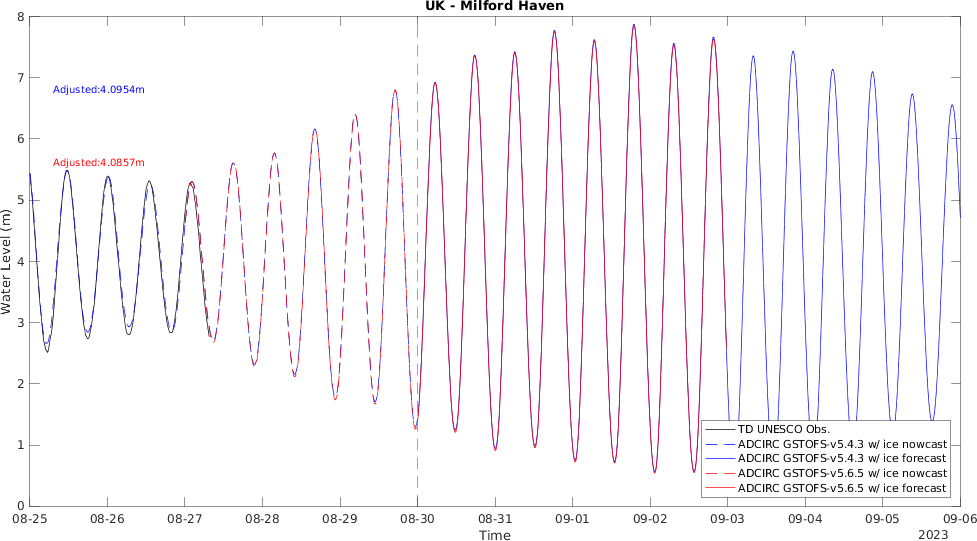 UK - Milford Haven
8
7
6
5
4
3
2
1
0
Water Level (m)
Adjusted:4.0954m
Adjusted:4.0857m
TD UNESCO Obs.
ADCIRC GSTOFS-v5.4.3 w/ ice nowcast
ADCIRC GSTOFS-v5.4.3 w/ ice forecast
ADCIRC GSTOFS-v5.6.5 w/ ice nowcast
ADCIRC GSTOFS-v5.6.5 w/ ice forecast
08-25 08-26 08-27 08-28 08-29 08-30 08-31 09-01 09-02 09-03 09-04 09-05 09-06
Time
2023